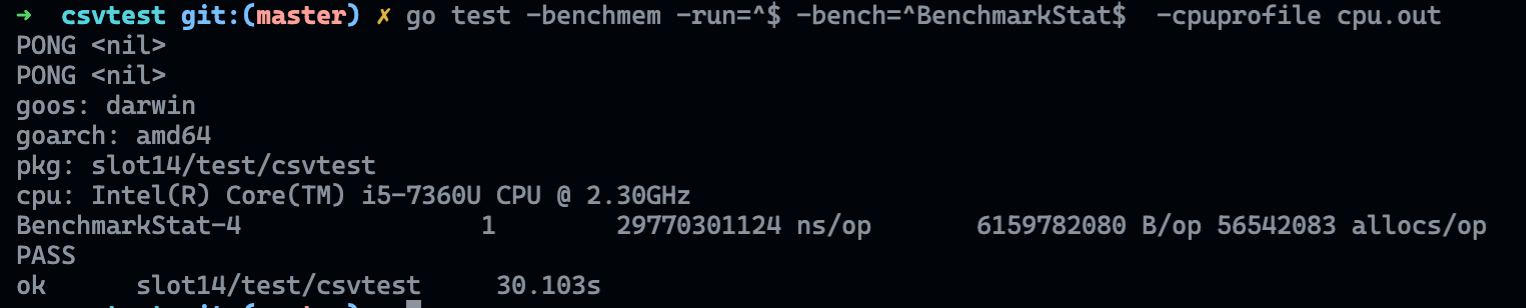 ➜ csvtest git:(master) ✗ go test -benchmem -run=^$ -bench=^BenchmarkStat$ -cpuprofile cpu.out
PONG <nil>
PONG <nil>
goos: darwin
goarch: amd64
pkg: slot14/test/csvtest
cpu: Intel(R) Core(TM) i5-7360U CPU @ 2.30GHz
BenchmarkStat-4 1 29770301124 ns/op 6159782080 B/op 56542083 allocs/op
PASS
ok slot14/test/csvtest 30.103s